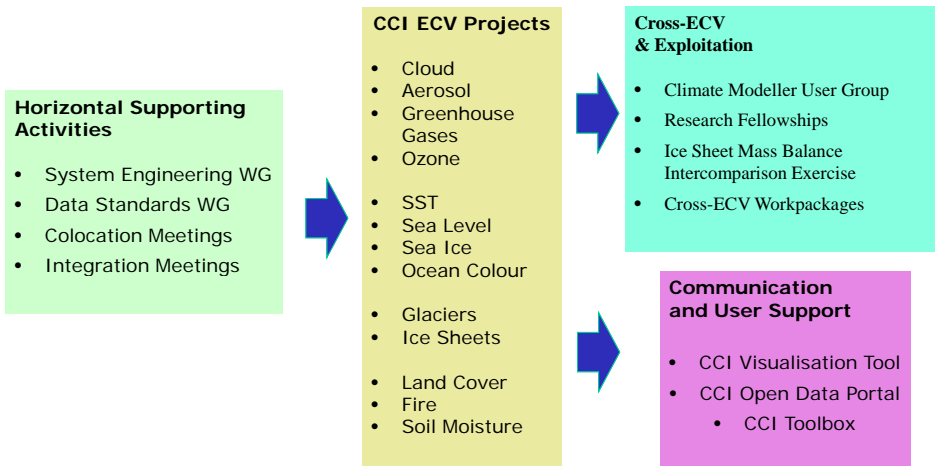 Horizontal Supporting
Activities
• System Engineering WG
• Data Standards WG
• Colocation Meetings
• Integration Meetings
CCI ECV Projects
• Cloud
• Aerosol
• Greenhouse
Gases
• Ozone
• SST
• Sea Level
• Sea Ice
• Ocean Colour
• Glaciers
• Ice Sheets
• Land Cover
• Fire
• Soil Moisture
Cross-ECV
& Exploitation
• Climate Modeller User Group
• Research Fellowships
• Ice Sheet Mass Balance
Intercomparison Exercise
• Cross-ECV Workpackages
Communication
and User Support
• CCI Visualisation Tool
• CCI Open Data Portal
• CCI Toolbox